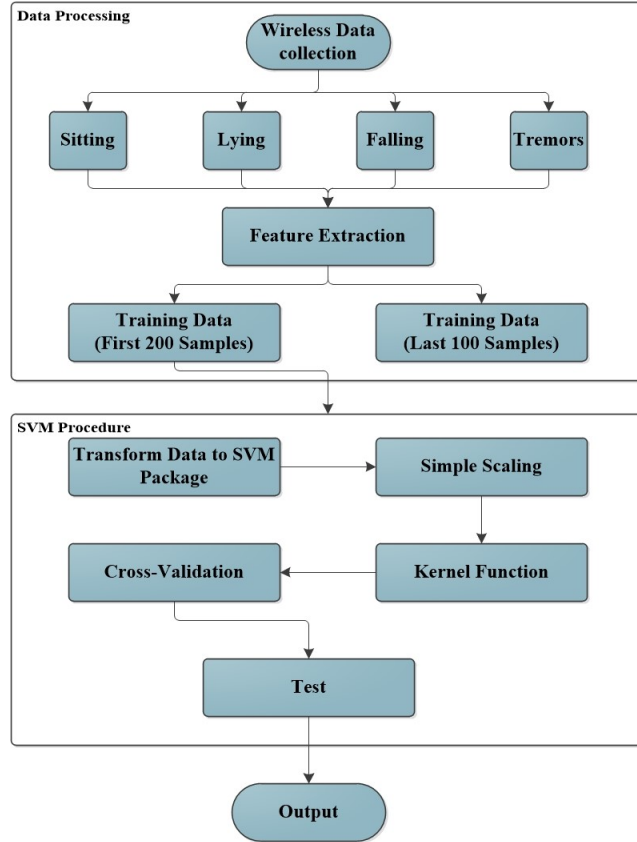 Data Processing
Wireless Data
collection
Sitting
Lying
Falling
Tremors
Feature Extraction
Training Data
(First 200 Samples)
Training Data
(Last 100 Samples)
SVM Procedure
Transform Data to SVM
Package
Simple Scaling
Cross-Validation
Kernel Function
Test
Output